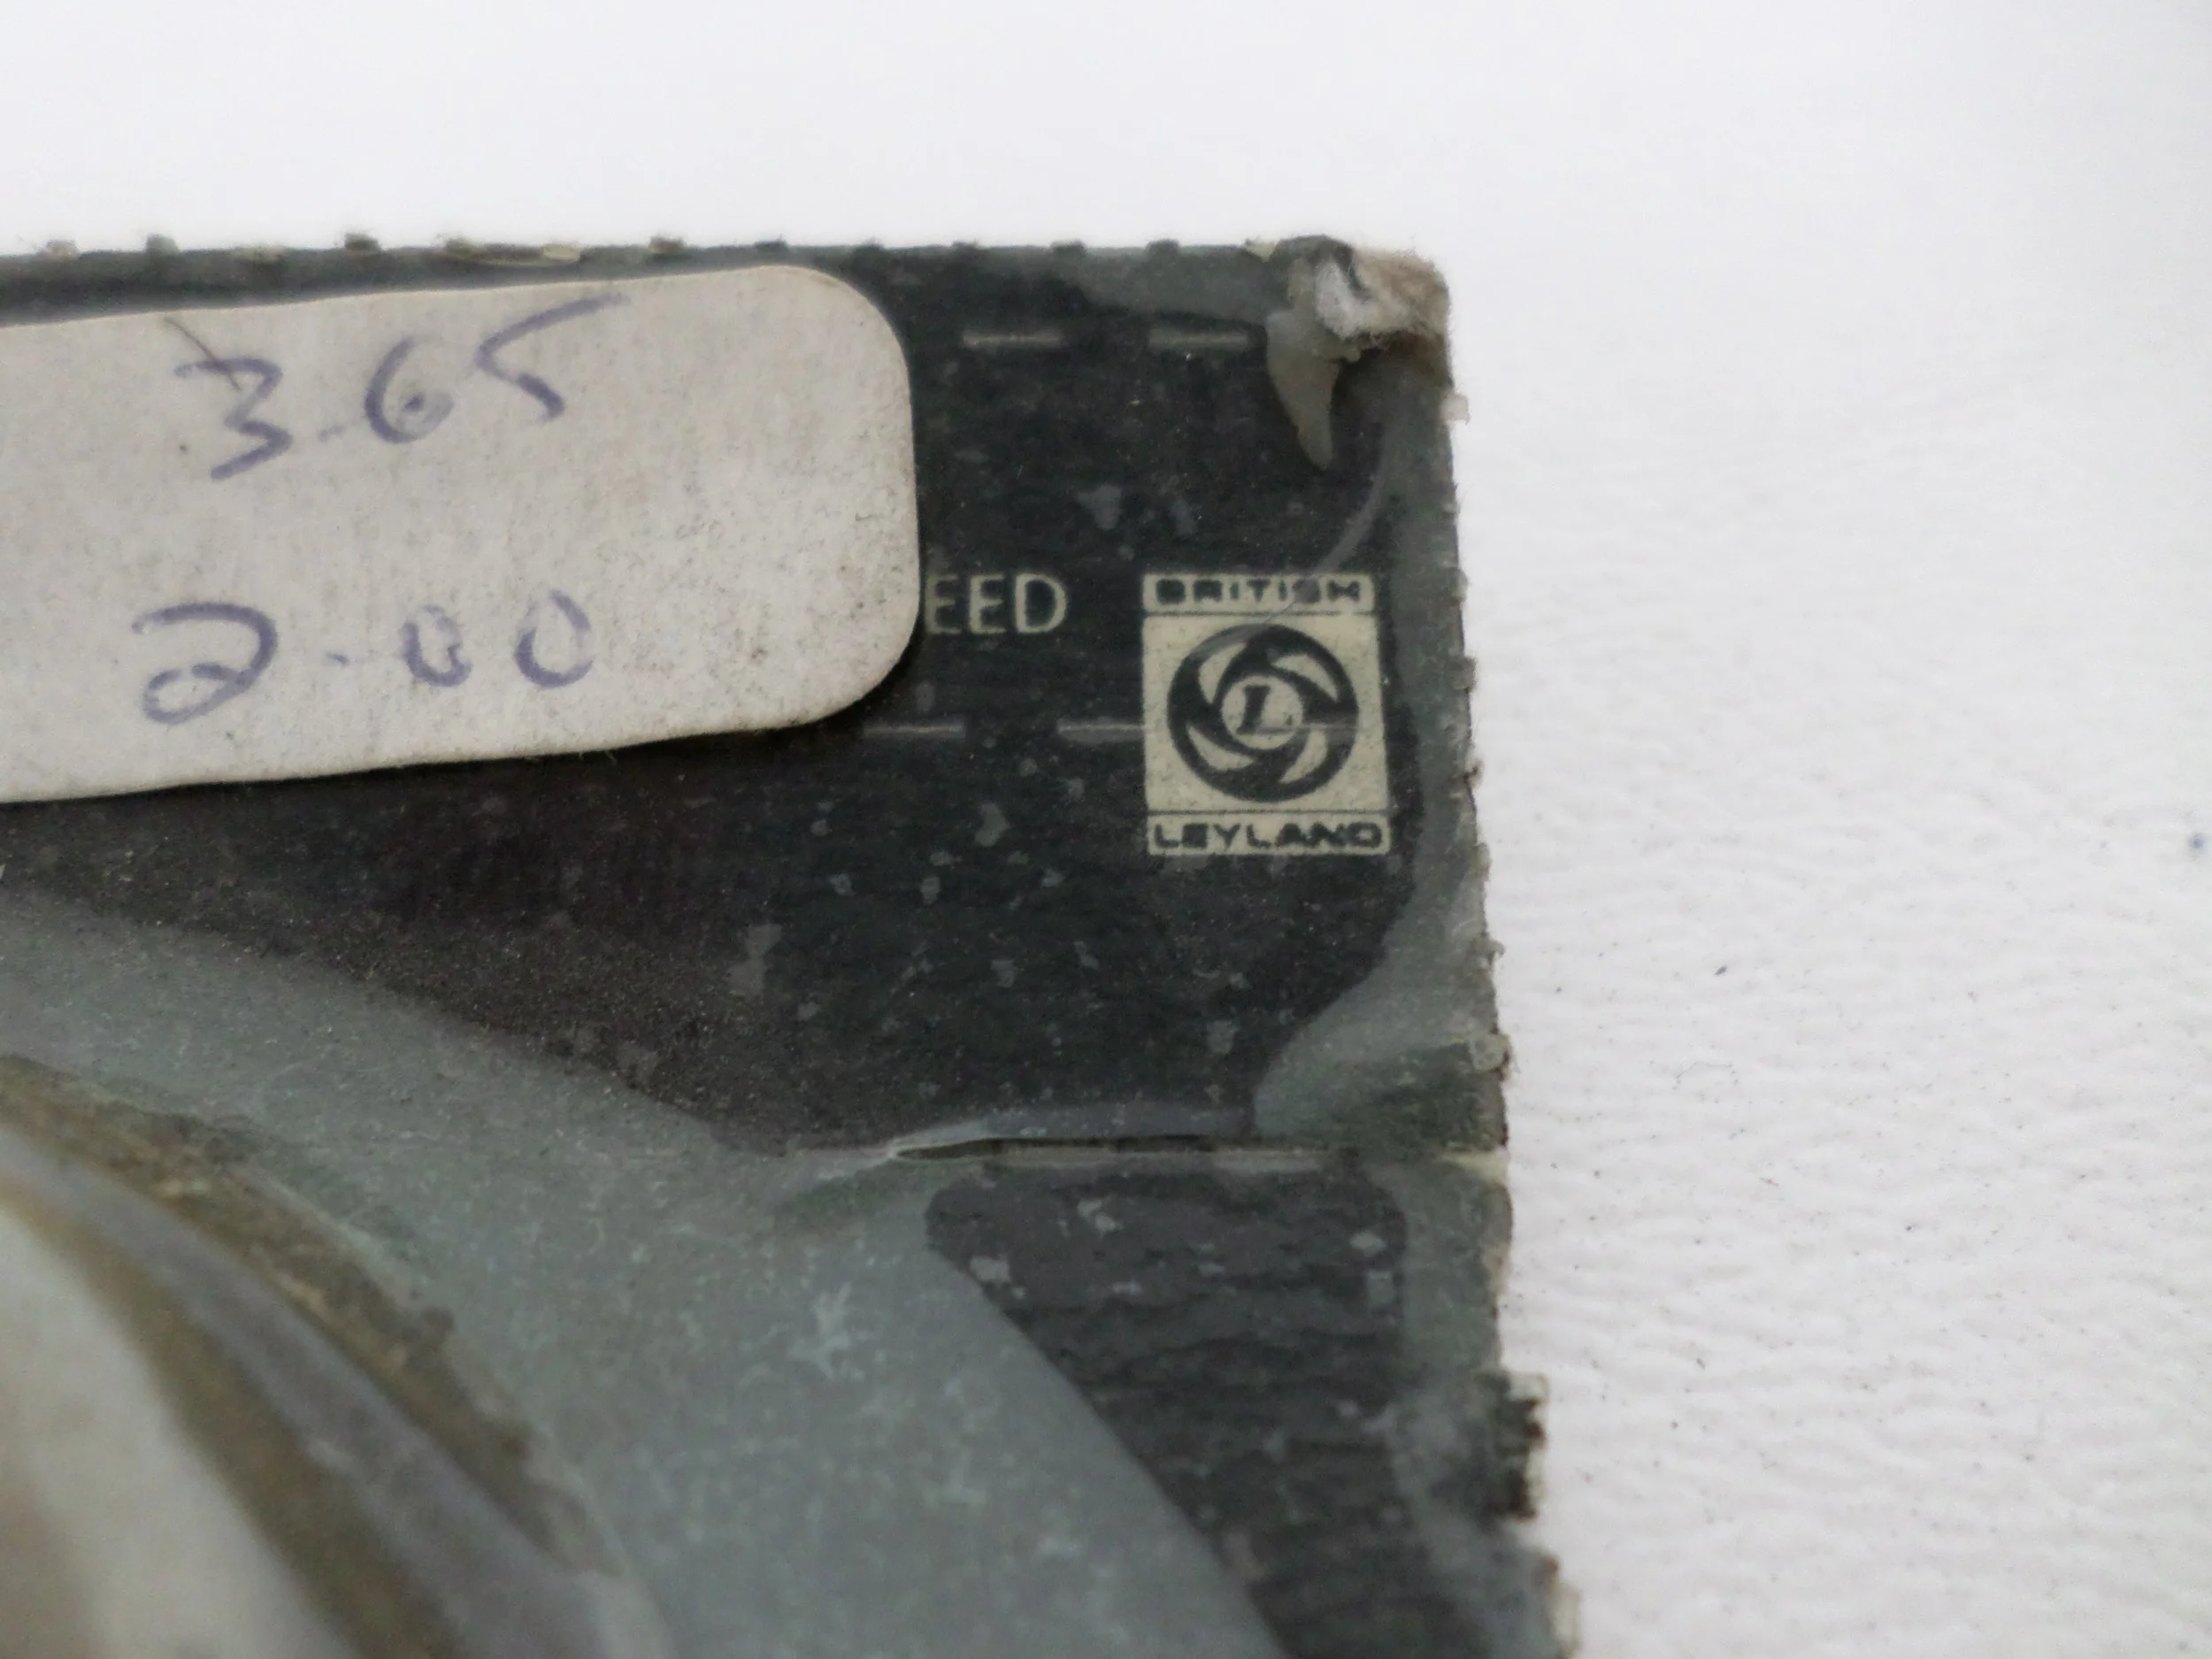 3.65
2.00
EED
BRITISH
L
LEYLAND